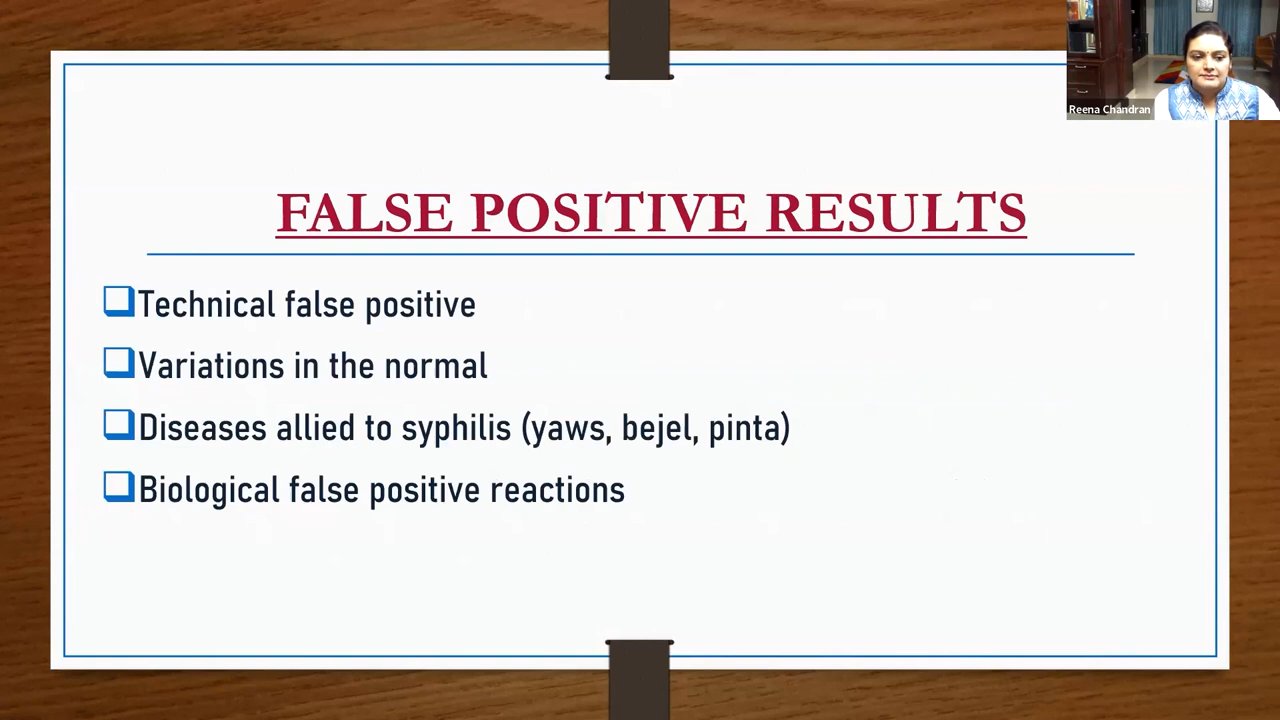 Reena Chandran
FALSE POSITIVE RESULTS
Technical false positive
Variations in the normal
Diseases allied to syphilis (yaws, bejel, pinta)
Biological false positive reactions